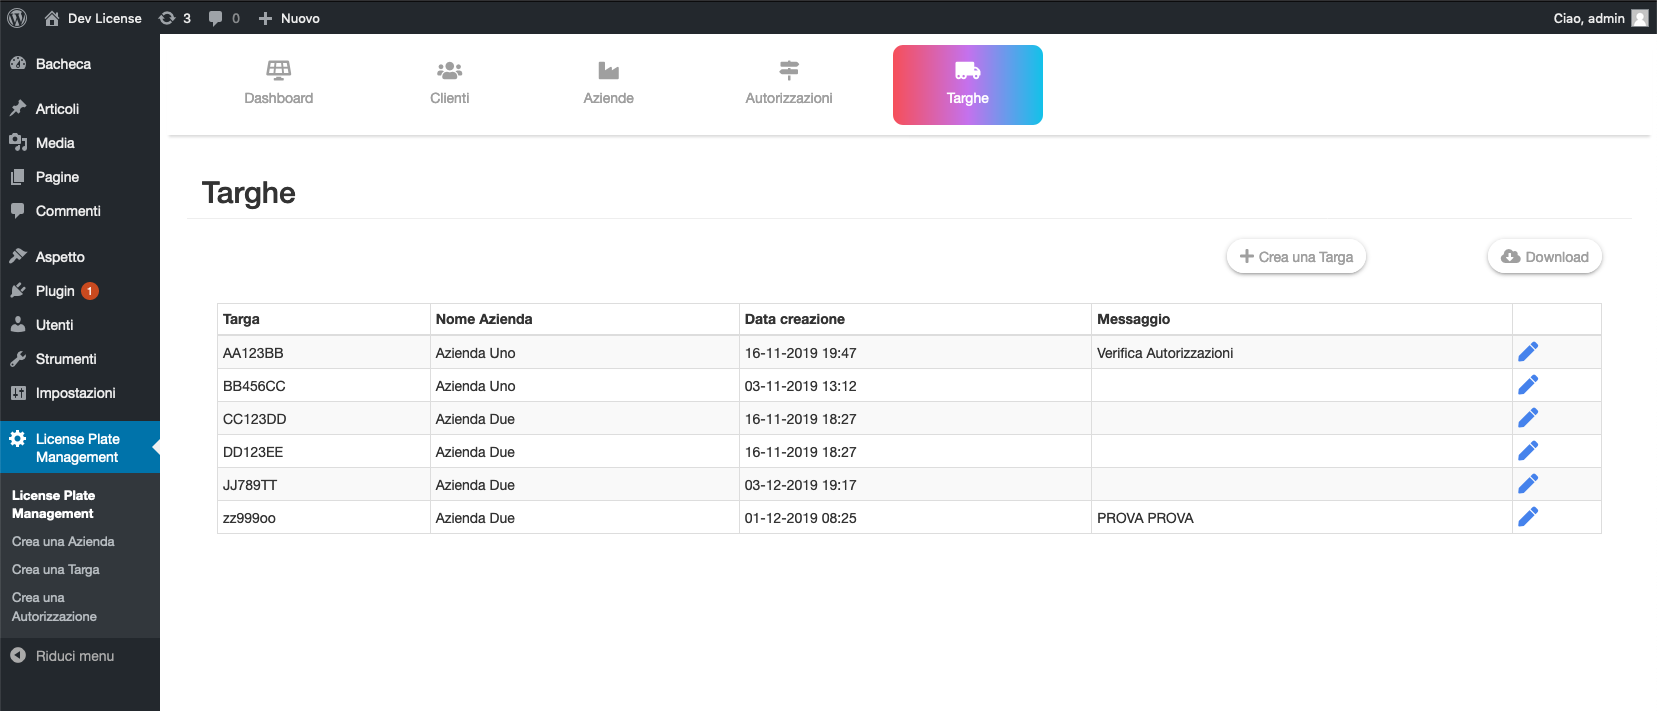 Dev License 3 0 Nuovo Ciao, admin
Bacheca
Articoli
Media
Pagine
Commenti
Aspetto
Plugin 1
Utenti
Strumenti
Impostazioni
License Plate
Management
License Plate
Management
Crea una Azienda
Crea una Targa
Crea una
Autorizzazione
Riduci menu
Dashboard Clienti Aziende Autorizzazioni Targhe
Targhe
Crea una Targa Download
Targa Nome Azienda Data creazione Messaggio
AA123BB Azienda Uno 16-11-2019 19:47 Verifica Autorizzazioni
BB456CC Azienda Uno 03-11-2019 13:12
CC123DD Azienda Due 16-11-2019 18:27
DD123EE Azienda Due 16-11-2019 18:27
JJ789TT Azienda Due 03-12-2019 19:17
zz999oo Azienda Due 01-12-2019 08:25 PROVA PROVA